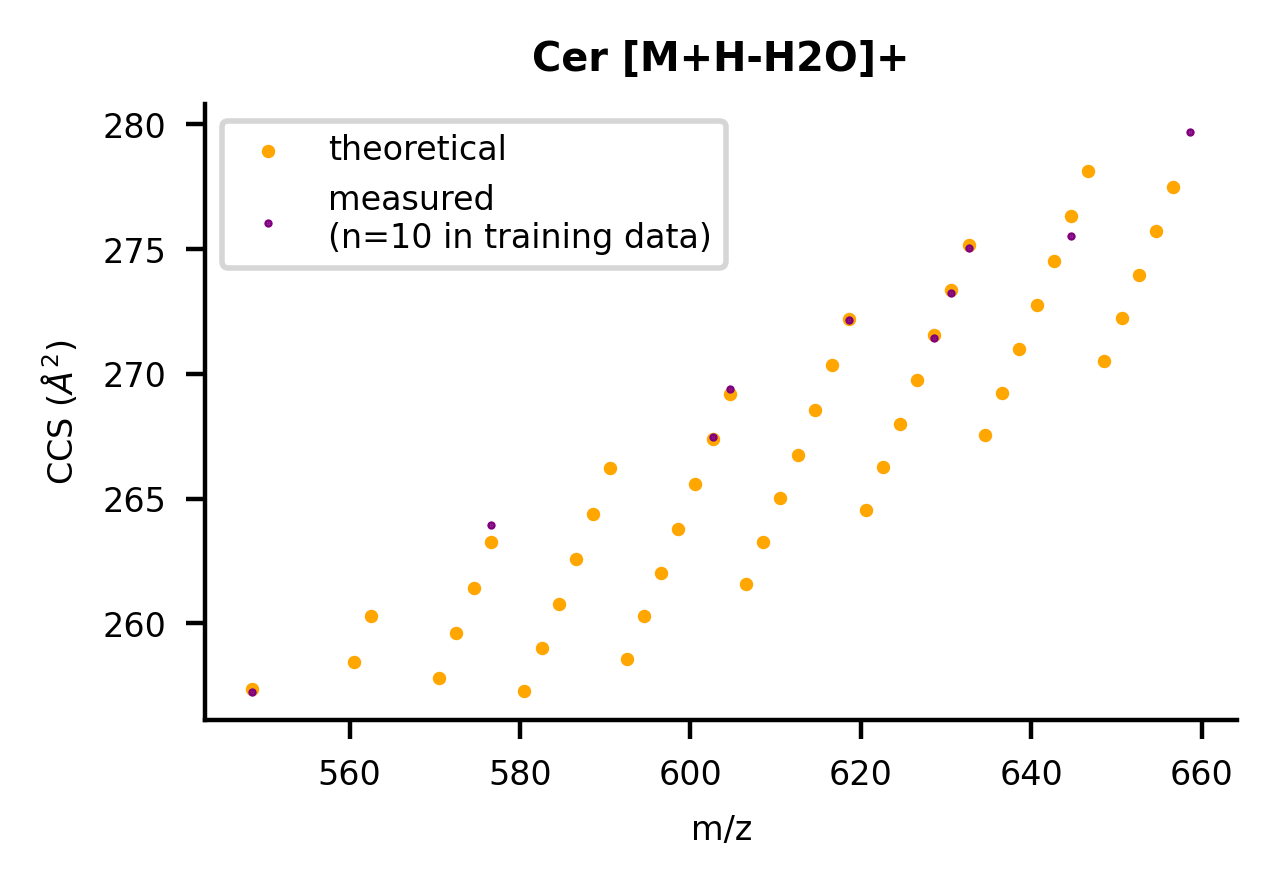 Cer [M+H-H2O]+
theoretical
measured
(n=10 in training data)
CCS (Å²)
280
275
270
265
260
560
580
600
620
640
660
m/z